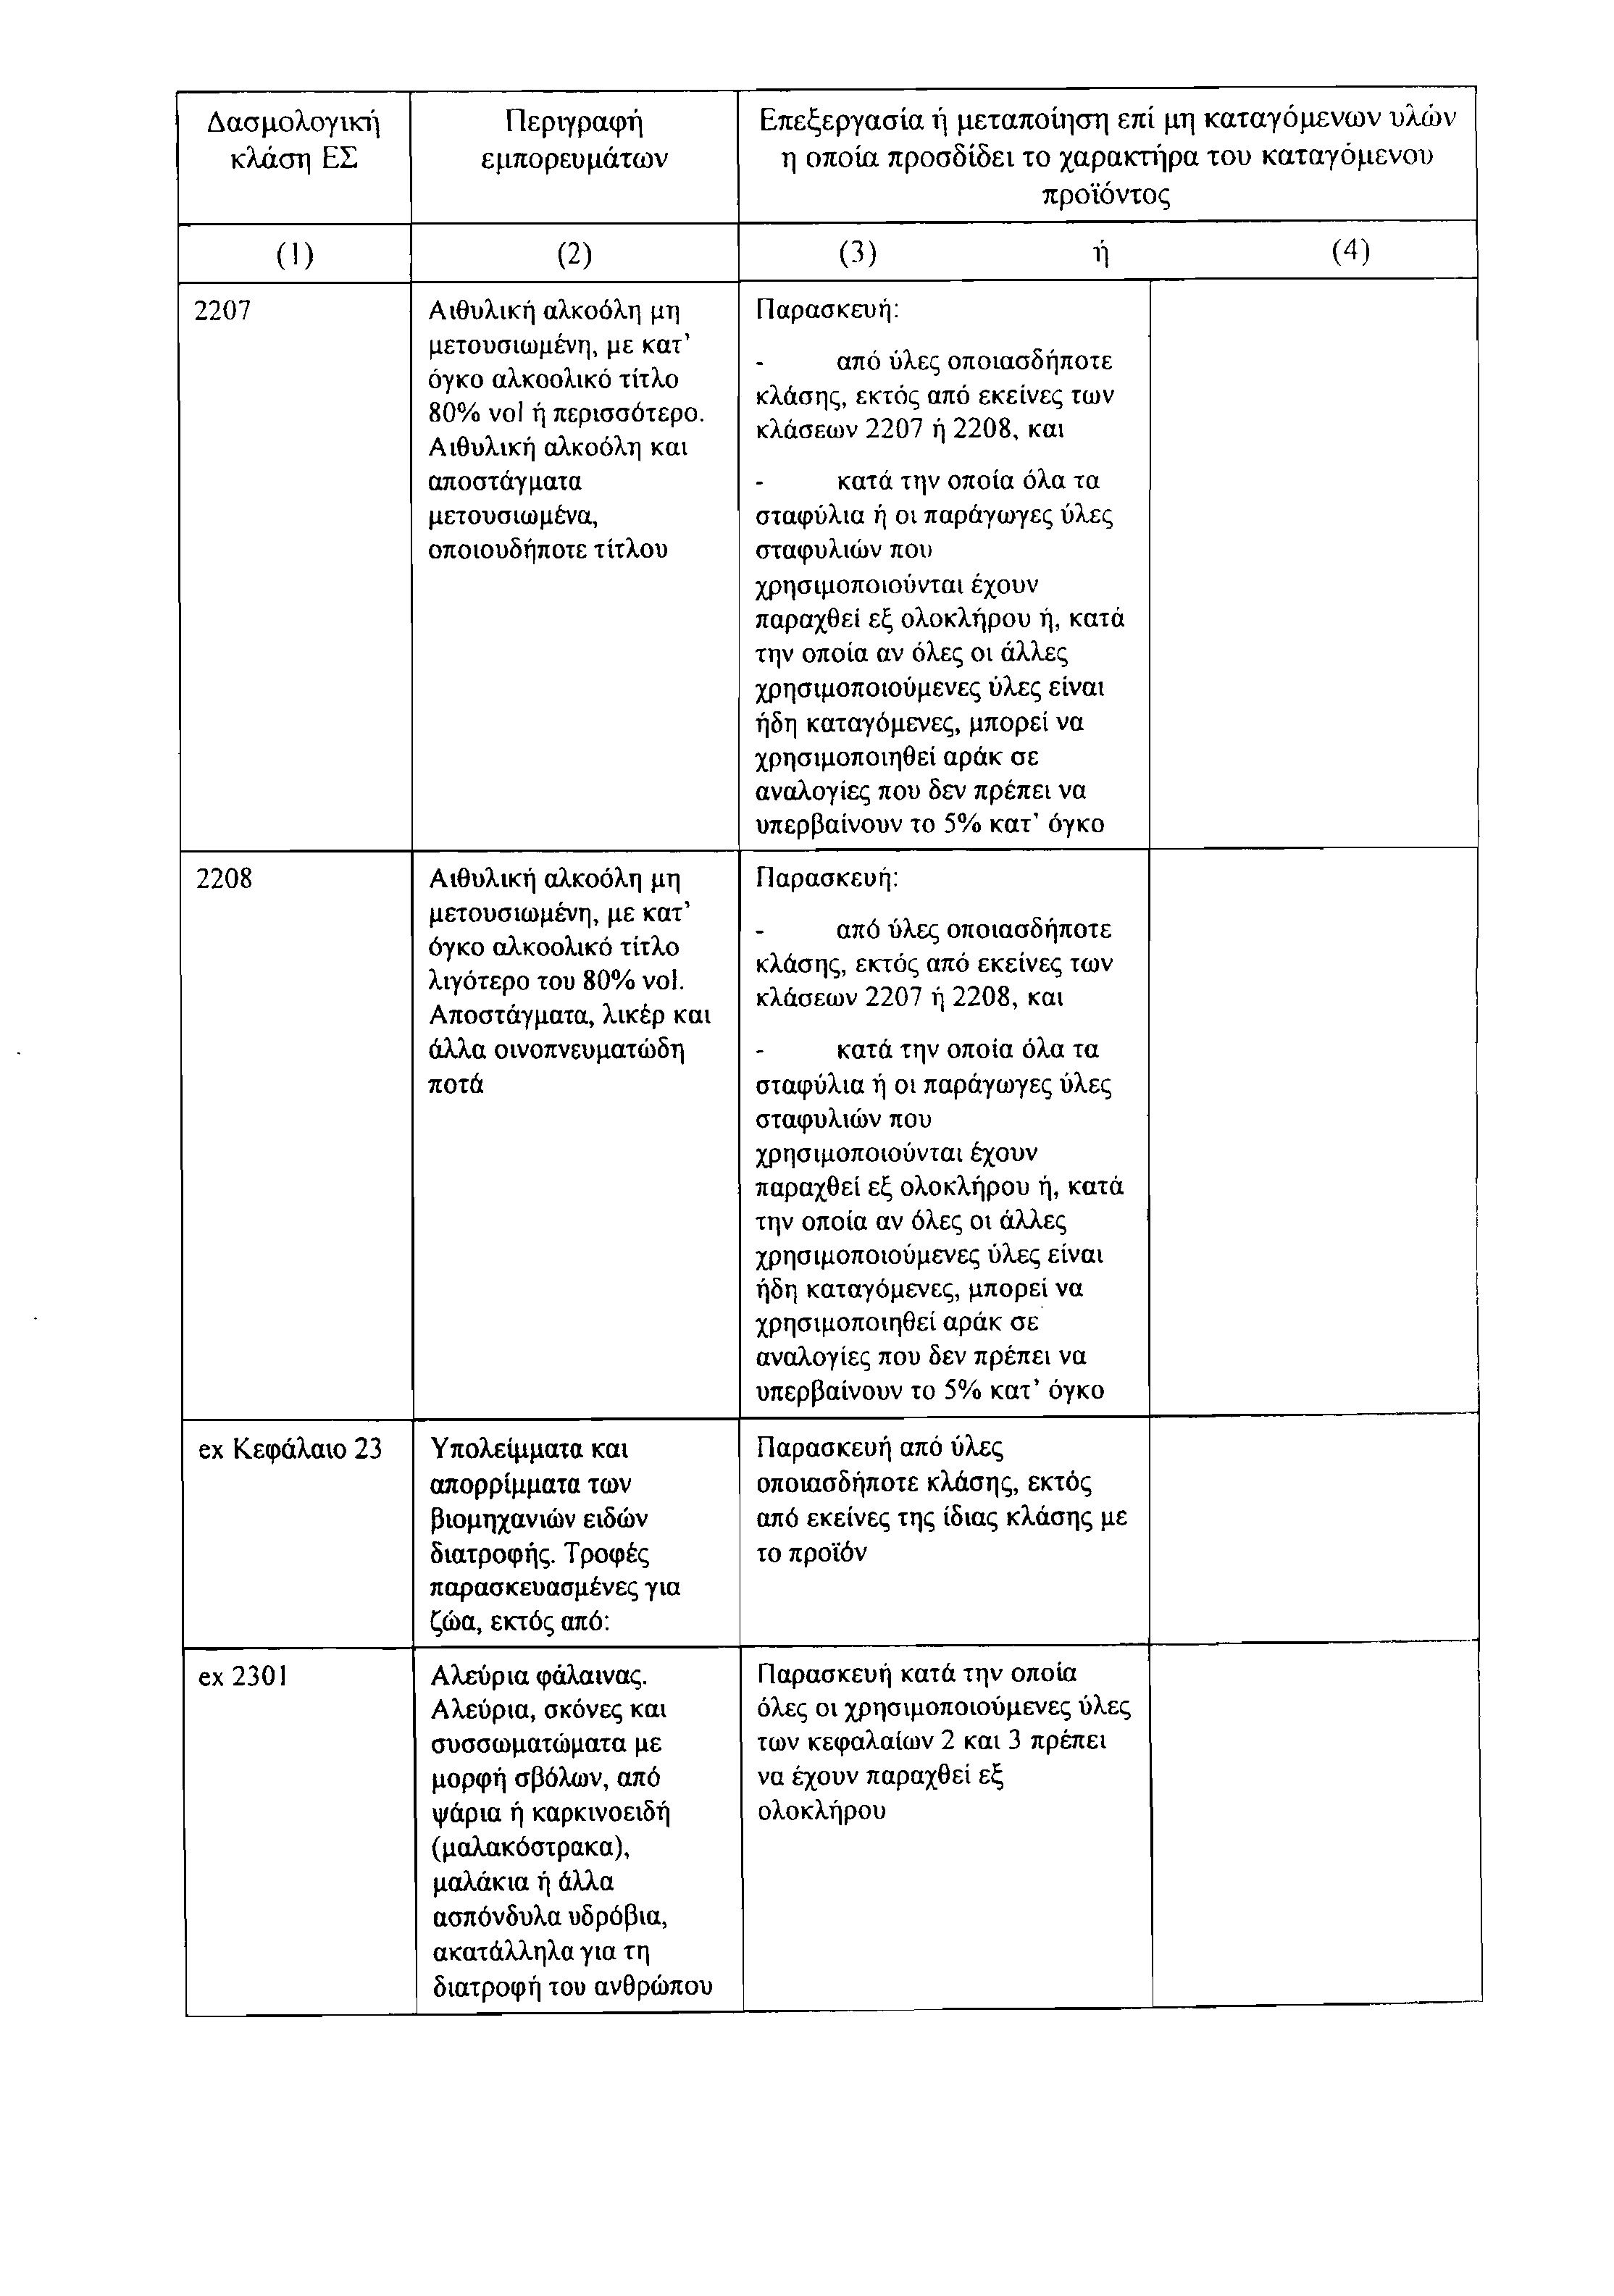 Δασμολογική
κλάση ΕΣ
Περιγραφή
εμπορευμάτων
Επεξεργασία ή μεταποίηση επί μη καταγόμενων υλών
η οποία προσδίδει το χαρακτήρα του καταγόμενου
προϊόντος
(1)
(2)
(3) ή (4)
2207
Αιθυλική αλκοόλη μη
μετουσιωμένη, με κατ’
όγκο αλκοολικό τίτλο
80% vol ή περισσότερο.
Αιθυλική αλκοόλη και
αποστάγματα
μετουσιωμένα,
οποιουδήποτε τίτλου
Παρασκευή:
- από ύλες οποιασδήποτε
κλάσης, εκτός από εκείνες των
κλάσεων 2207 ή 2208, και
- κατά την οποία όλα τα
σταφύλια ή οι παράγωγες ύλες
σταφυλιών που
χρησιμοποιούνται έχουν
παραχθεί εξ ολοκλήρου ή, κατά
την οποία αν όλες οι άλλες
χρησιμοποιούμενες ύλες είναι
ήδη καταγόμενες, μπορεί να
χρησιμοποιηθεί αράκ σε
αναλογίες που δεν πρέπει να
υπερβαίνουν το 5% κατ’ όγκο
2208
Αιθυλική αλκοόλη μη
μετουσιωμένη, με κατ’
όγκο αλκοολικό τίτλο
λιγότερο του 80% vol.
Αποστάγματα, λικέρ και
άλλα οινοπνευματώδη
ποτά
Παρασκευή:
- από ύλες οποιασδήποτε
κλάσης, εκτός από εκείνες των
κλάσεων 2207 ή 2208, και
- κατά την οποία όλα τα
σταφύλια ή οι παράγωγες ύλες
σταφυλιών που
χρησιμοποιούνται έχουν
παραχθεί εξ ολοκλήρου ή, κατά
την οποία αν όλες οι άλλες
χρησιμοποιούμενες ύλες είναι
ήδη καταγόμενες, μπορεί να
χρησιμοποιηθεί αράκ σε
αναλογίες που δεν πρέπει να
υπερβαίνουν το 5% κατ’ όγκο
ex Κεφάλαιο 23
Υπολείμματα και
απορρίμματα των
βιομηχανιών ειδών
διατροφής. Τροφές
παρασκευασμένες για
ζώα, εκτός από:
Παρασκευή από ύλες
οποιασδήποτε κλάσης, εκτός
από εκείνες της ίδιας κλάσης με
το προϊόν
ex 2301
Αλεύρια φάλαινας.
Αλεύρια, σκόνες και
συσσωματώματα με
μορφή σβόλων, από
ψάρια ή καρκινοειδή
(μαλακόστρακα),
μαλάκια ή άλλα
ασπόνδυλα υδρόβια,
ακατάλληλα για τη
διατροφή του ανθρώπου
Παρασκευή κατά την οποία
όλες οι χρησιμοποιούμενες ύλες
των κεφαλαίων 2 και 3 πρέπει
να έχουν παραχθεί εξ
ολοκλήρου